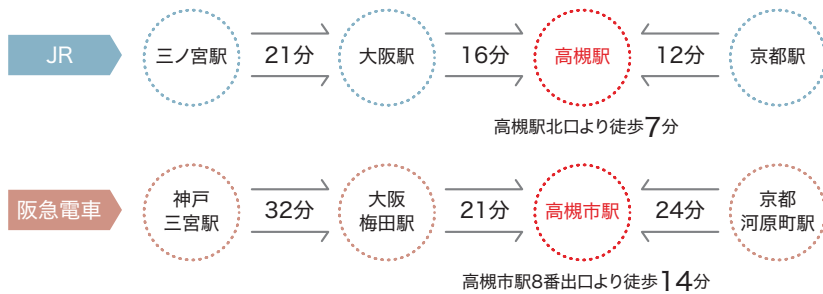 JR
三ノ宮駅
21分
大阪駅
16分
高槻駅
12分
京都駅
高槻駅北口より徒歩7分
阪急電車
神戸
三宮駅
32分
大阪
梅田駅
21分
高槻市駅
24分
京都
河原町駅
高槻市駅8番出口より徒歩14分